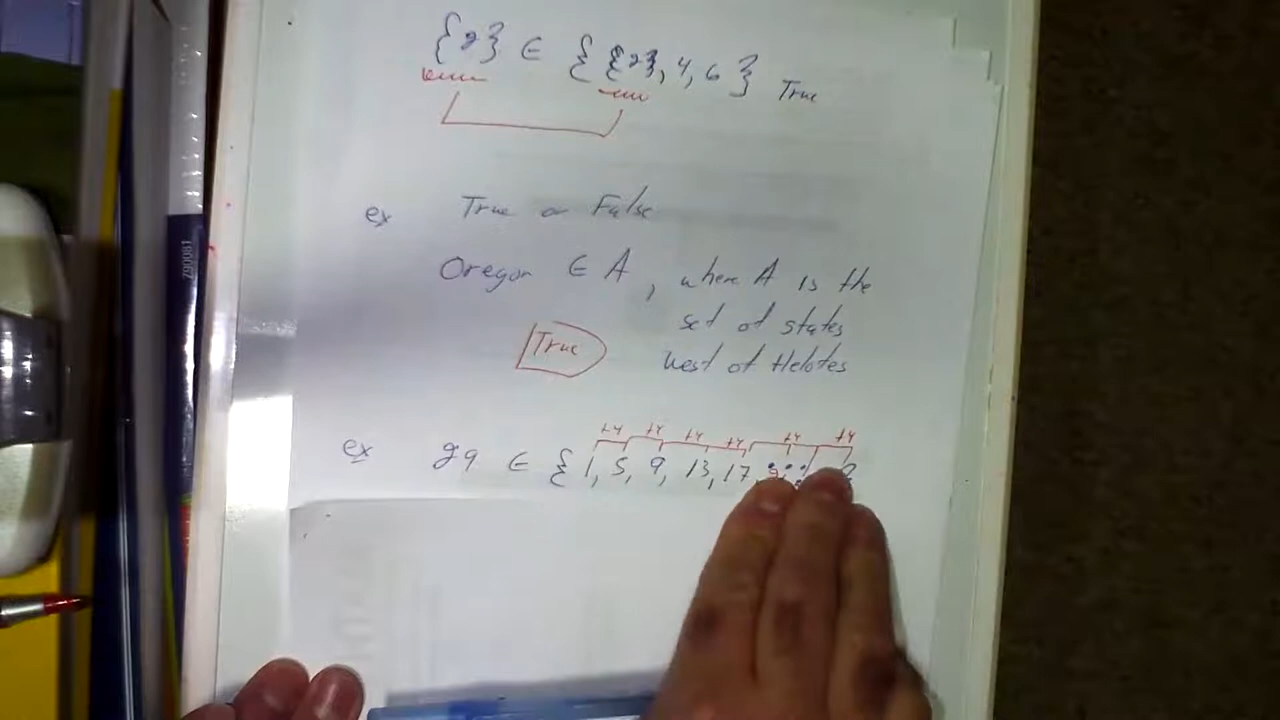 {2} ∈ {{2}, 4, 6} True
ex True or False
Oregon ∈ A, where A is the
set of states
True west of Helotes
+4 +4 +4 +4 +4 +4
ex 29 ∈ {1, 5, 9, 13, 17,
Z90081